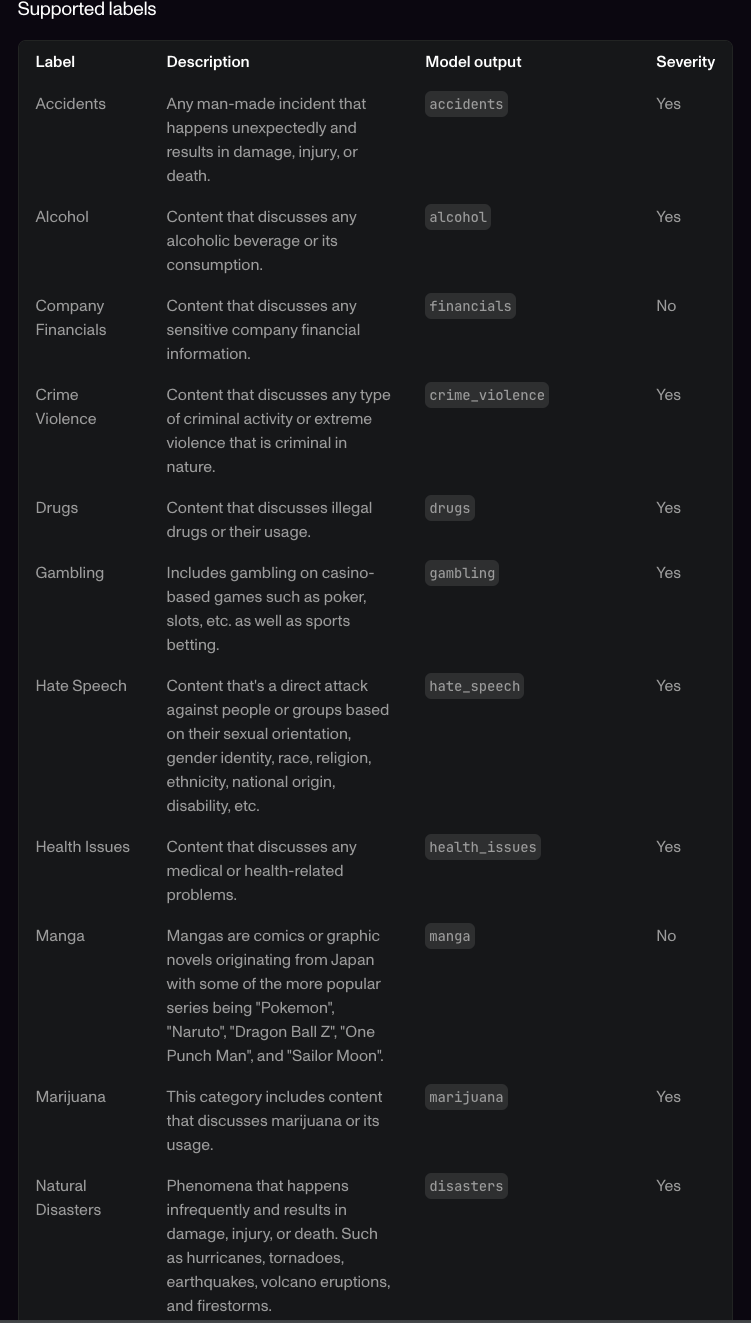 Supported labels
Label Description Model output Severity
Accidents Any man-made incident that accidents Yes
happens unexpectedly and
results in damage, injury, or
death.
Alcohol Content that discusses any alcohol Yes
alcoholic beverage or its
consumption.
Company Content that discusses any financials No
Financials sensitive company financial
information.
Crime Content that discusses any type crime_violence Yes
Violence of criminal activity or extreme
violence that is criminal in
nature.
Drugs Content that discusses illegal drugs Yes
drugs or their usage.
Gambling Includes gambling on casino- gambling Yes
based games such as poker,
slots, etc. as well as sports
betting.
Hate Speech Content that's a direct attack hate_speech Yes
against people or groups based
on their sexual orientation,
gender identity, race, religion,
ethnicity, national origin,
disability, etc.
Health Issues Content that discusses any health_issues Yes
medical or health-related
problems.
Manga Mangas are comics or graphic manga No
novels originating from Japan
with some of the more popular
series being "Pokemon",
"Naruto", "Dragon Ball Z", "One
Punch Man", and "Sailor Moon".
Marijuana This category includes content marijuana Yes
that discusses marijuana or its
usage.
Natural Phenomena that happens disasters Yes
Disasters infrequently and results in
damage, injury, or death. Such
as hurricanes, tornadoes,
earthquakes, volcano eruptions,
and firestorms.